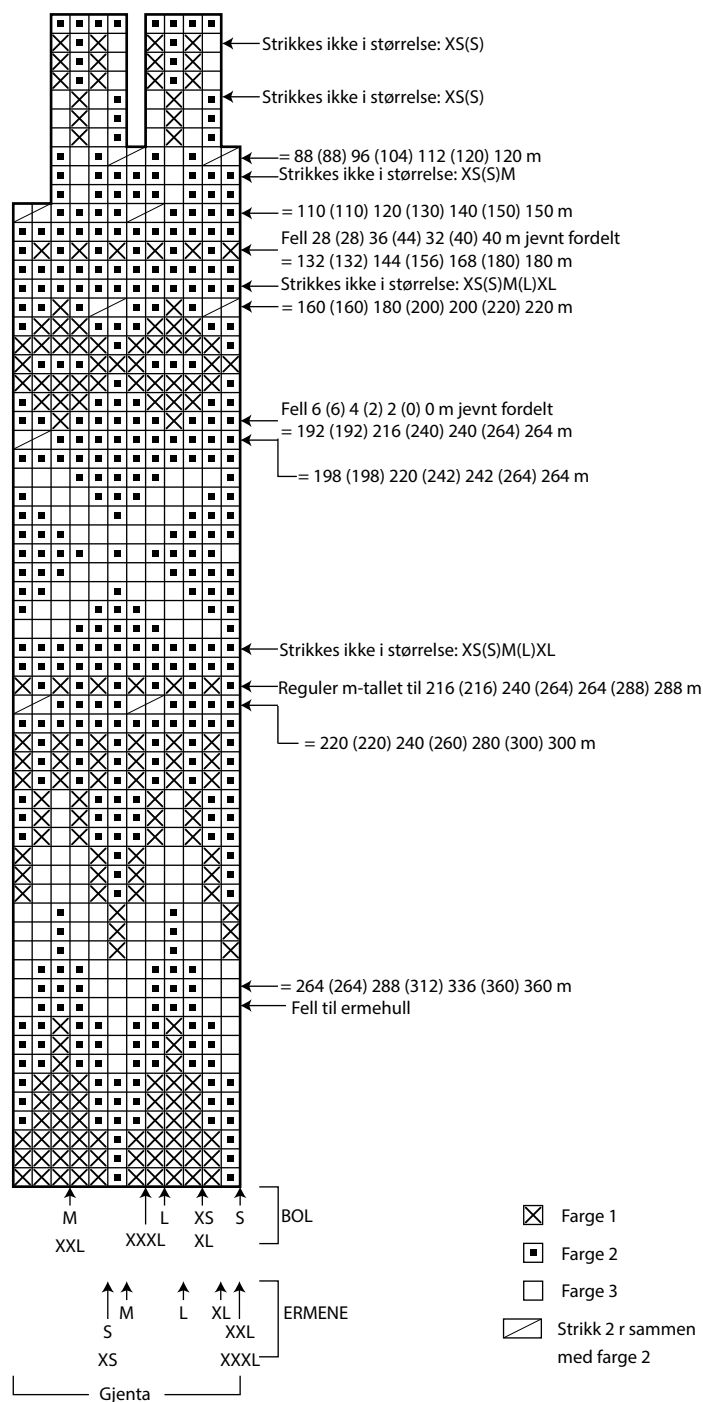 Strikkes ikke i størrelse: XS(S)
Strikkes ikke i størrelse: XS(S)
= 88 (88) 96 (104) 112 (120) 120 m
Strikkes ikke i størrelse: XS(S)M
= 110 (110) 120 (130) 140 (150) 150 m
Fell 28 (28) 36 (44) 32 (40) 40 m jevnt fordelt
= 132 (132) 144 (156) 168 (180) 180 m
Strikkes ikke i størrelse: XS(S)M(L)XL
= 160 (160) 180 (200) 200 (220) 220 m
Fell 6 (6) 4 (2) 2 (0) 0 m jevnt fordelt
= 192 (192) 216 (240) 240 (264) 264 m
= 198 (198) 220 (242) 242 (264) 264 m
Strikkes ikke i størrelse: XS(S)M(L)XL
Reguler m-tallet til 216 (216) 240 (264) 264 (288) 288 m
= 220 (220) 240 (260) 280 (300) 300 m
= 264 (264) 288 (312) 336 (360) 360 m
Fell til ermehull
M L XS S BOL
XXL XXXL XL
M L XL ERMENE
S XXL
XS XXXL
Gjenta
Farge 1
Farge 2
Farge 3
Strikk 2 r sammen
med farge 2